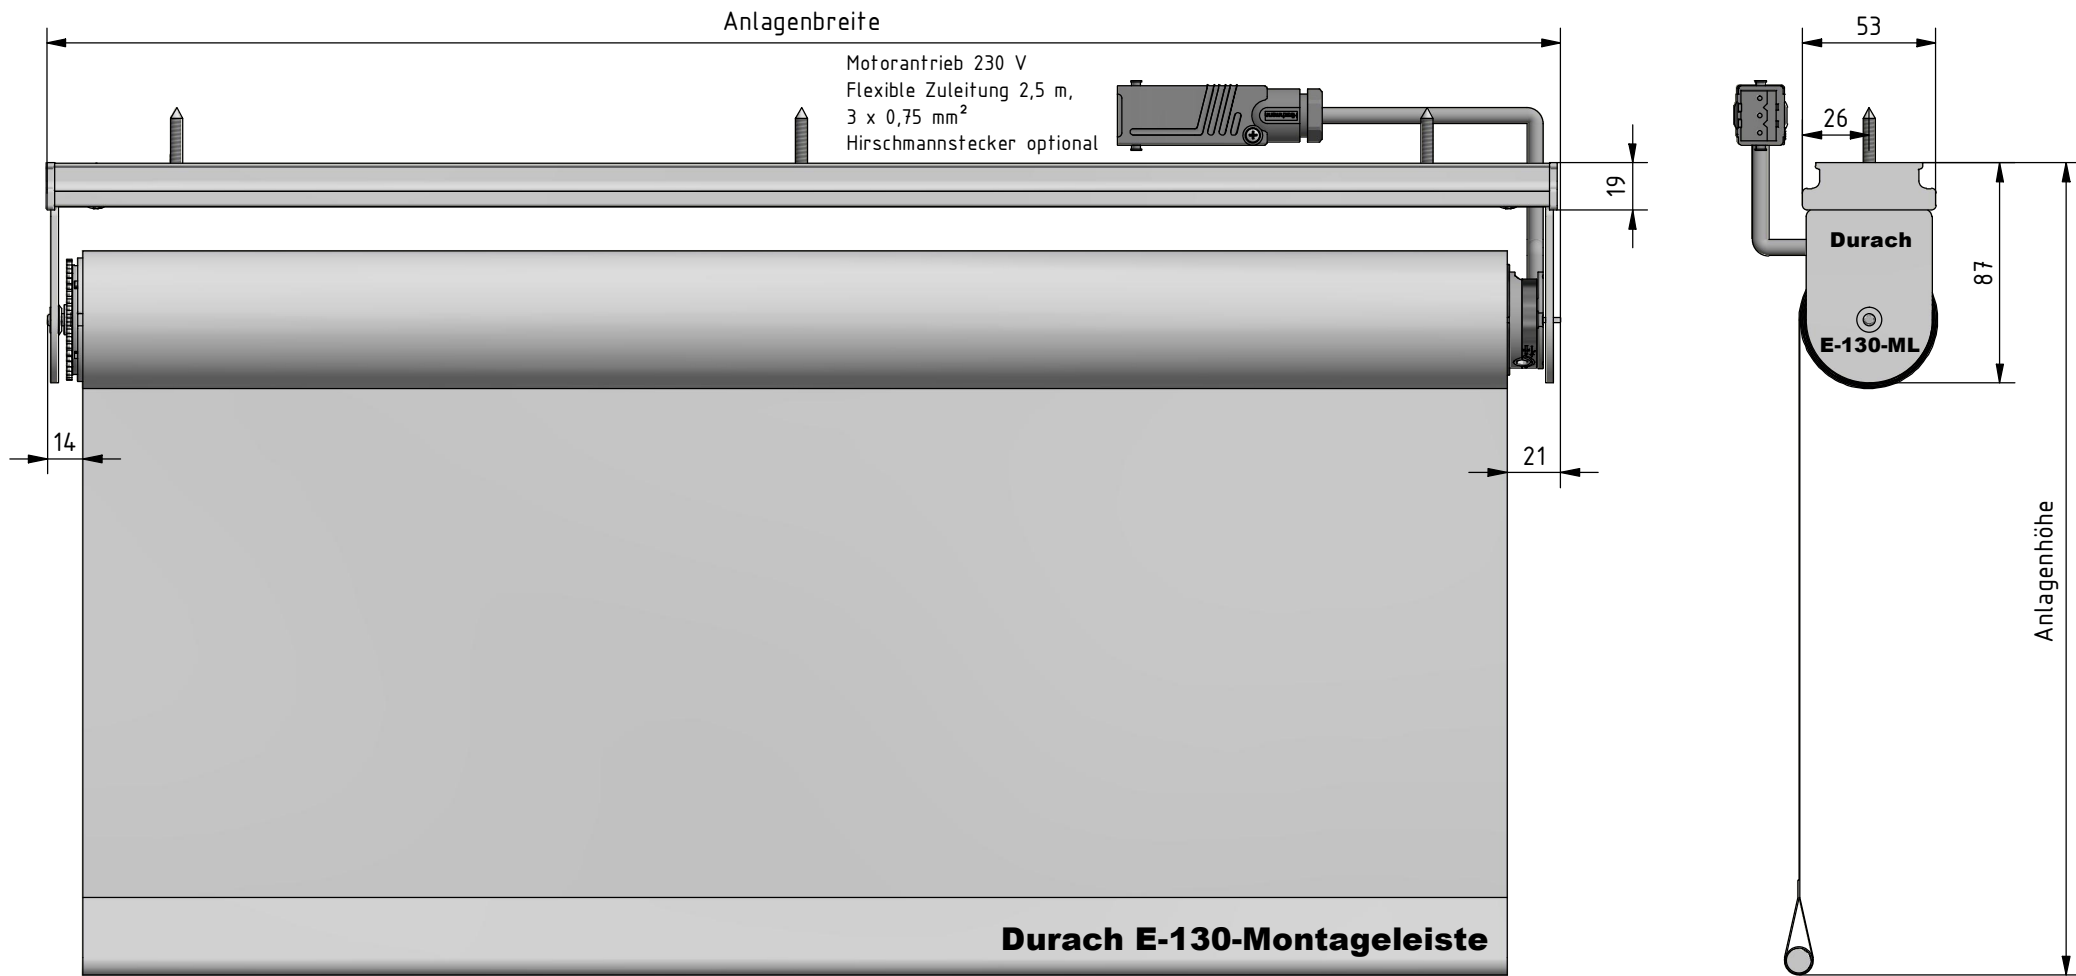 Anlagenbreite
53
Motorantrieb 230 V
Flexible Zuleitung 2,5 m,
3 x 0,75 mm²
Hirschmannstecker optional
26
19
Durach
87
E-130-ML
14
21
Anlagenhöhe
Durach E-130-Montageleiste